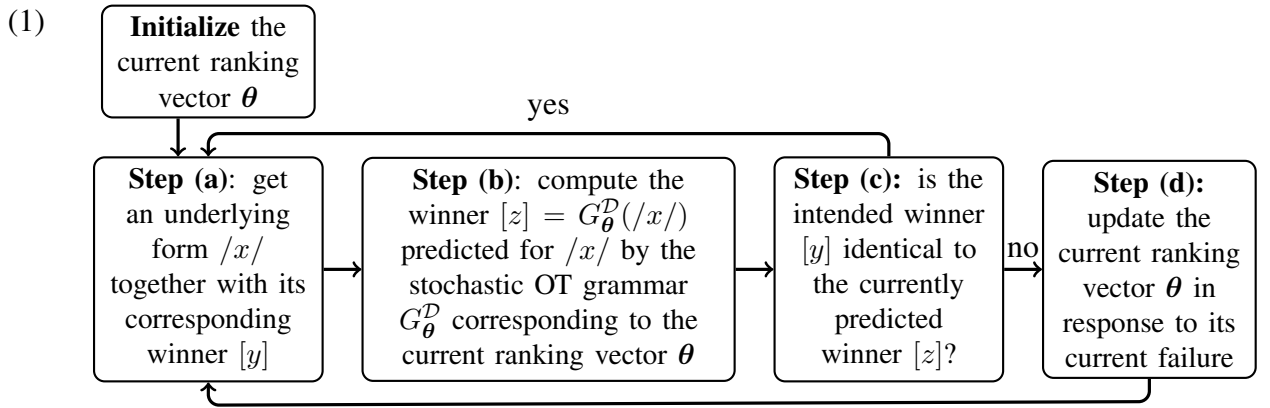 (1)
Initialize the
current ranking
vector θ
yes
Step (a): get
an underlying
form /x/
together with its
corresponding
winner [y]
Step (b): compute the
winner [z] = G_θ^𝒟(/x/)
predicted for /x/ by the
stochastic OT grammar
G_θ^𝒟 corresponding to the
current ranking vector θ
Step (c): is the
intended winner
[y] identical to
the currently
predicted
winner [z]?
no
Step (d):
update the
current ranking
vector θ in
response to its
current failure